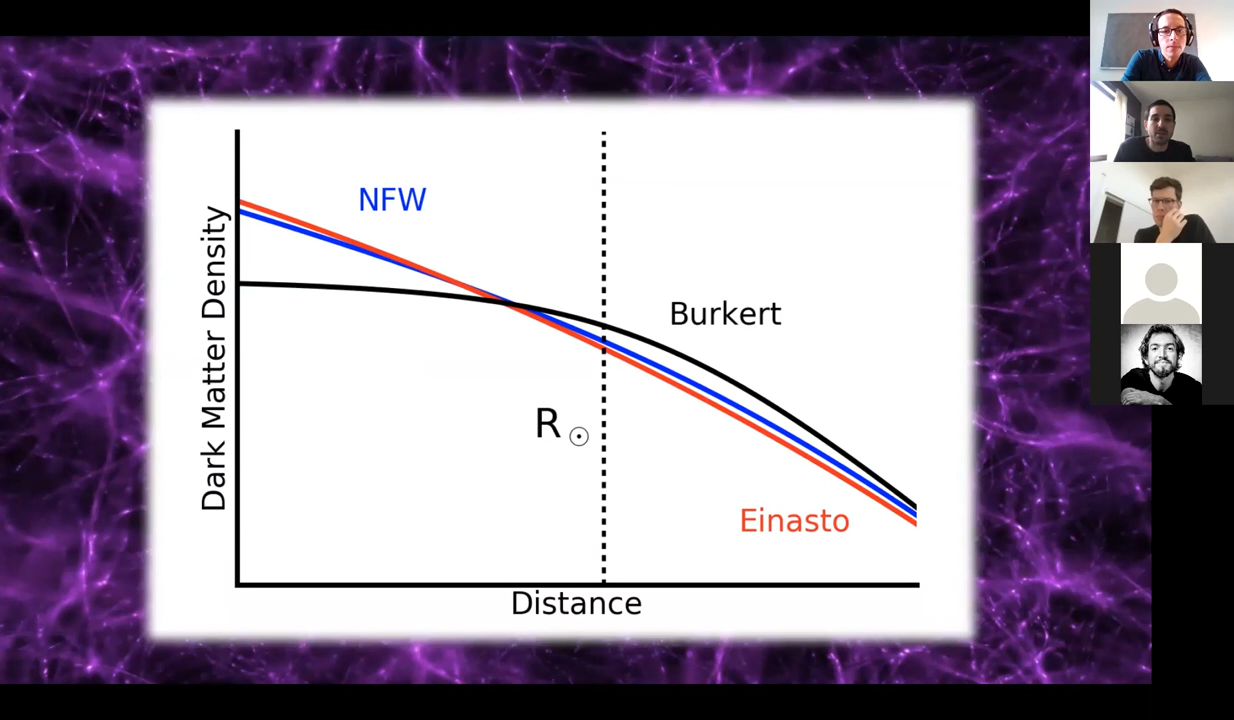 NFW
Burkert
R☉
Einasto
Dark Matter Density
Distance